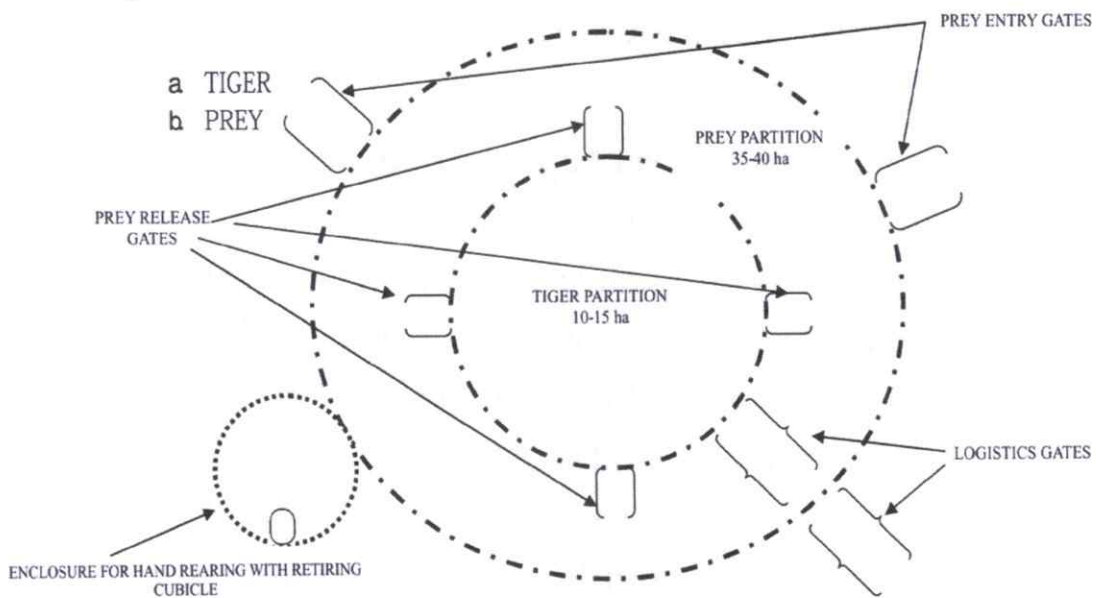 PREY ENTRY GATES
a TIGER
b PREY
PREY PARTITION
35-40 ha
PREY RELEASE
GATES
TIGER PARTITION
10-15 ha
LOGISTICS GATES
ENCLOSURE FOR HAND REARING WITH RETIRING
CUBICLE